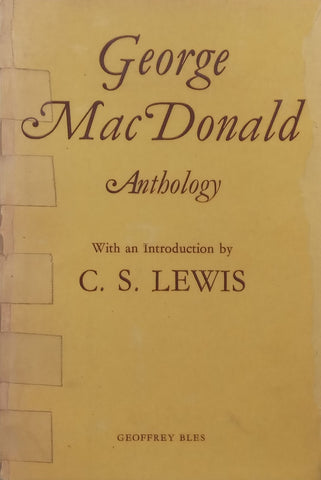 George
MacDonald
Anthology
With an Introduction by
C. S. LEWIS
GEOFFREY BLES